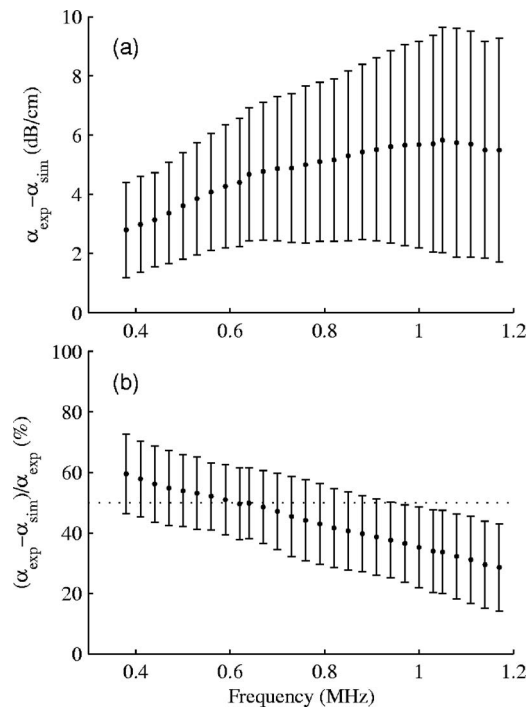 (a)
10
8
6
4
2
0
α_exp−α_sim (dB/cm)
0.4 0.6 0.8 1 1.2
(b)
100
80
60
40
20
0
(α_exp−α_sim)/α_exp (%)
0.4 0.6 0.8 1 1.2
Frequency (MHz)